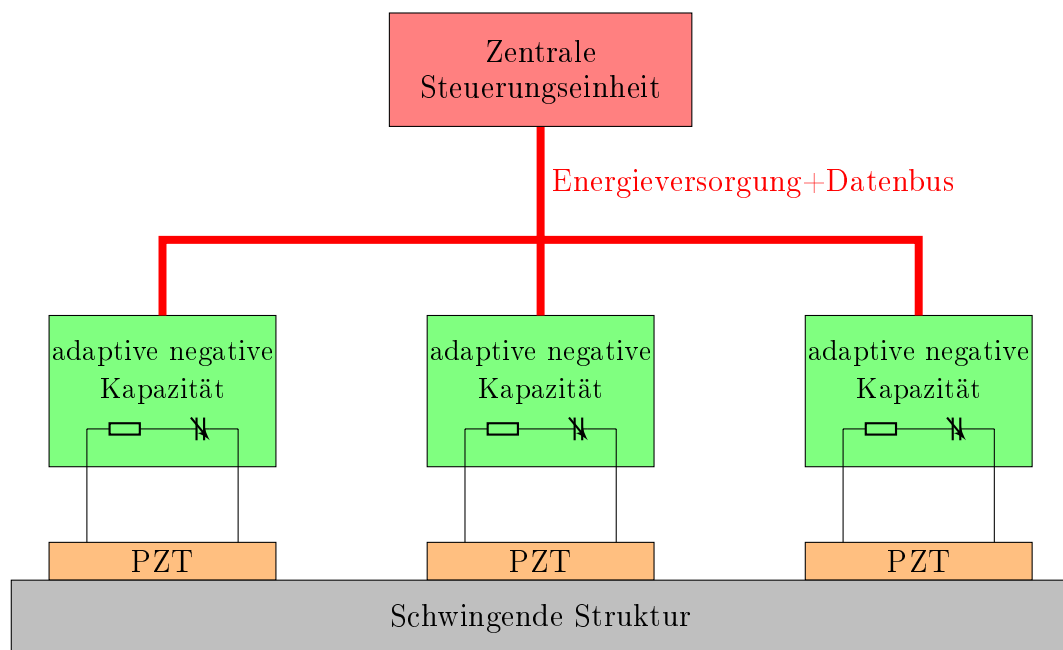 Zentrale
Steuerungseinheit
Energieversorgung+Datenbus
adaptive negative
Kapazität
adaptive negative
Kapazität
adaptive negative
Kapazität
PZT
PZT
PZT
Schwingende Struktur